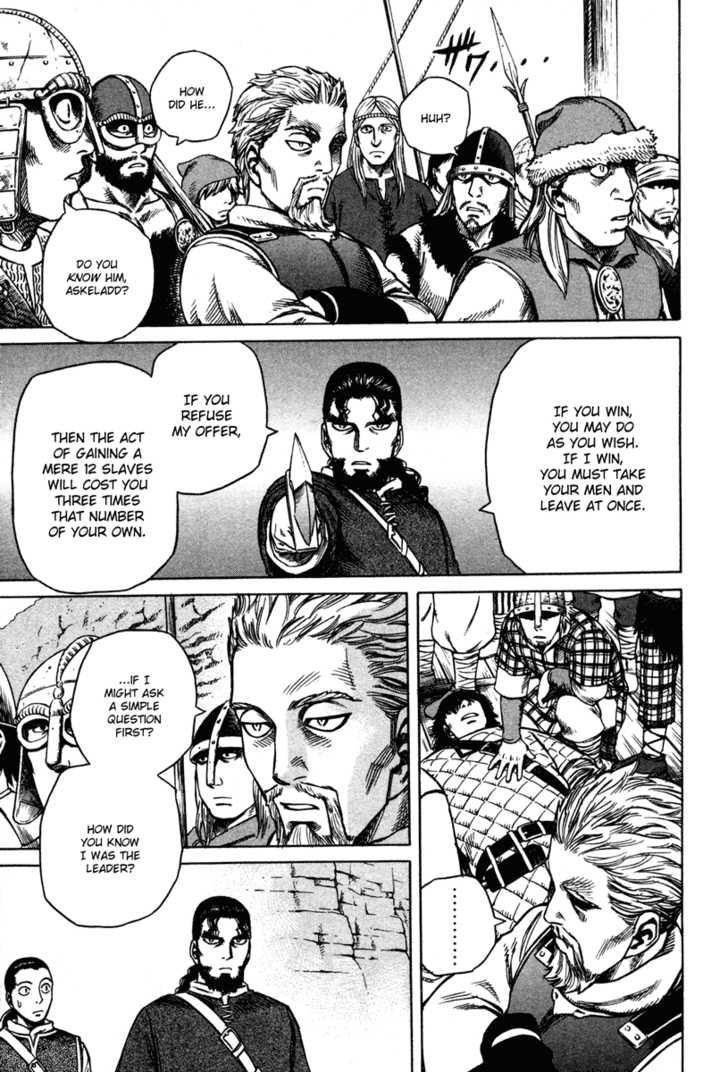 ザワ・・・・
HUH?
HOW
DID HE...
DO YOU
KNOW HIM,
ASKELADD?
IF YOU WIN,
YOU MAY DO
AS YOU WISH.
IF I WIN,
YOU MUST TAKE
YOUR MEN AND
LEAVE AT ONCE.
IF YOU
REFUSE
MY OFFER,
THEN THE ACT
OF GAINING A
MERE 12 SLAVES
WILL COST YOU
THREE TIMES
THAT NUMBER
OF YOUR OWN.
........
...IF I
MIGHT ASK
A SIMPLE
QUESTION
FIRST?
HOW DID
YOU KNOW
I WAS THE
LEADER?